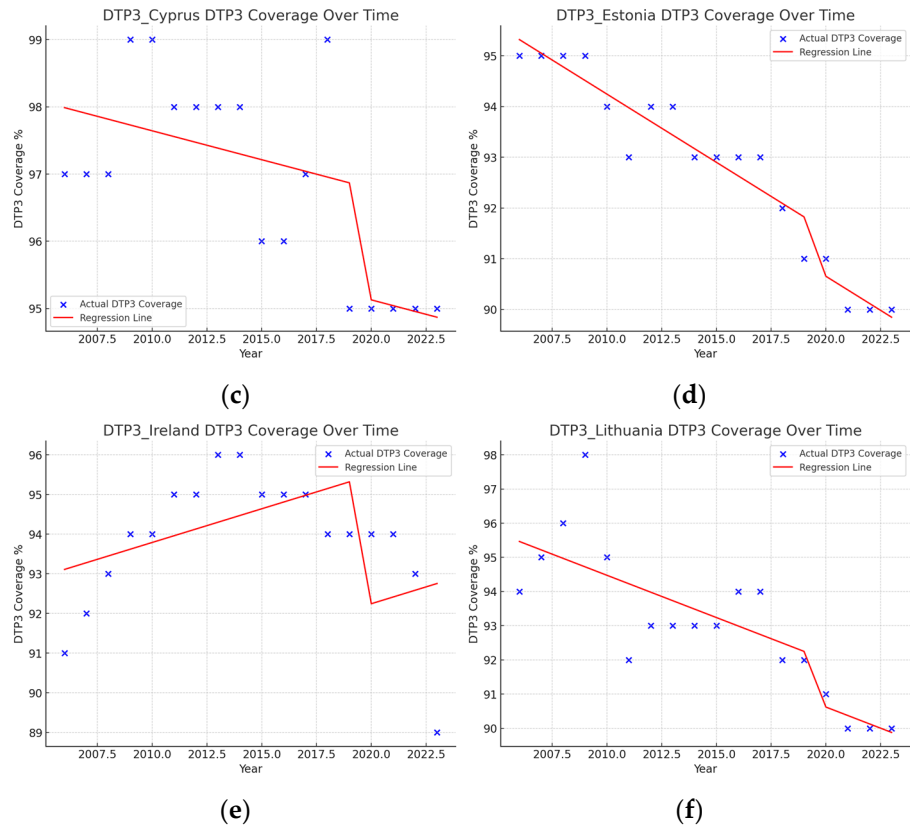 DTP3_Cyprus DTP3 Coverage Over Time
99
98
97
96
95
DTP3 Coverage %
Actual DTP3 Coverage
Regression Line
2007.5 2010.0 2012.5 2015.0 2017.5 2020.0 2022.5
Year
(c)
DTP3_Estonia DTP3 Coverage Over Time
95
94
93
92
91
90
DTP3 Coverage %
Actual DTP3 Coverage
Regression Line
2007.5 2010.0 2012.5 2015.0 2017.5 2020.0 2022.5
Year
(d)
DTP3_Ireland DTP3 Coverage Over Time
96
95
94
93
92
91
90
89
DTP3 Coverage %
Actual DTP3 Coverage
Regression Line
2007.5 2010.0 2012.5 2015.0 2017.5 2020.0 2022.5
Year
(e)
DTP3_Lithuania DTP3 Coverage Over Time
98
97
96
95
94
93
92
91
90
DTP3 Coverage %
Actual DTP3 Coverage
Regression Line
2007.5 2010.0 2012.5 2015.0 2017.5 2020.0 2022.5
Year
(f)